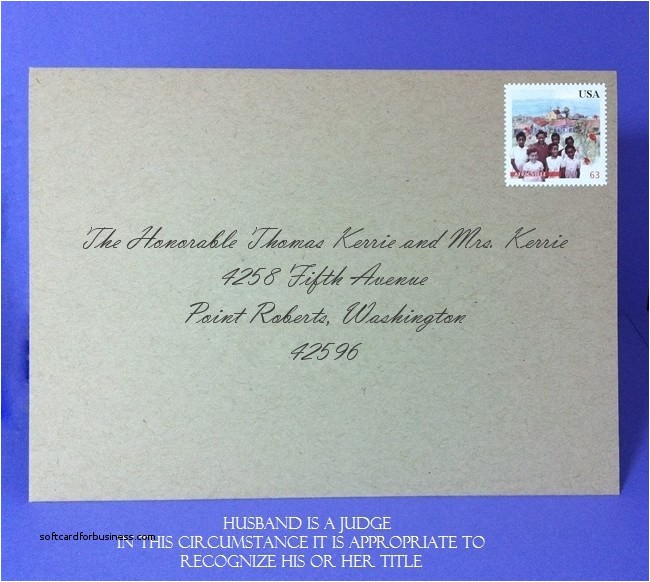 USA
63
The Honorable Thomas Kerrie and Mrs. Kerrie
4258 Fifth Avenue
Point Roberts, Washington
42596
HUSBAND IS A JUDGE
softcardforbusiness.com
IN THIS CIRCUMSTANCE IT IS APPROPRIATE TO
RECOGNIZE HIS OR HER TITLE